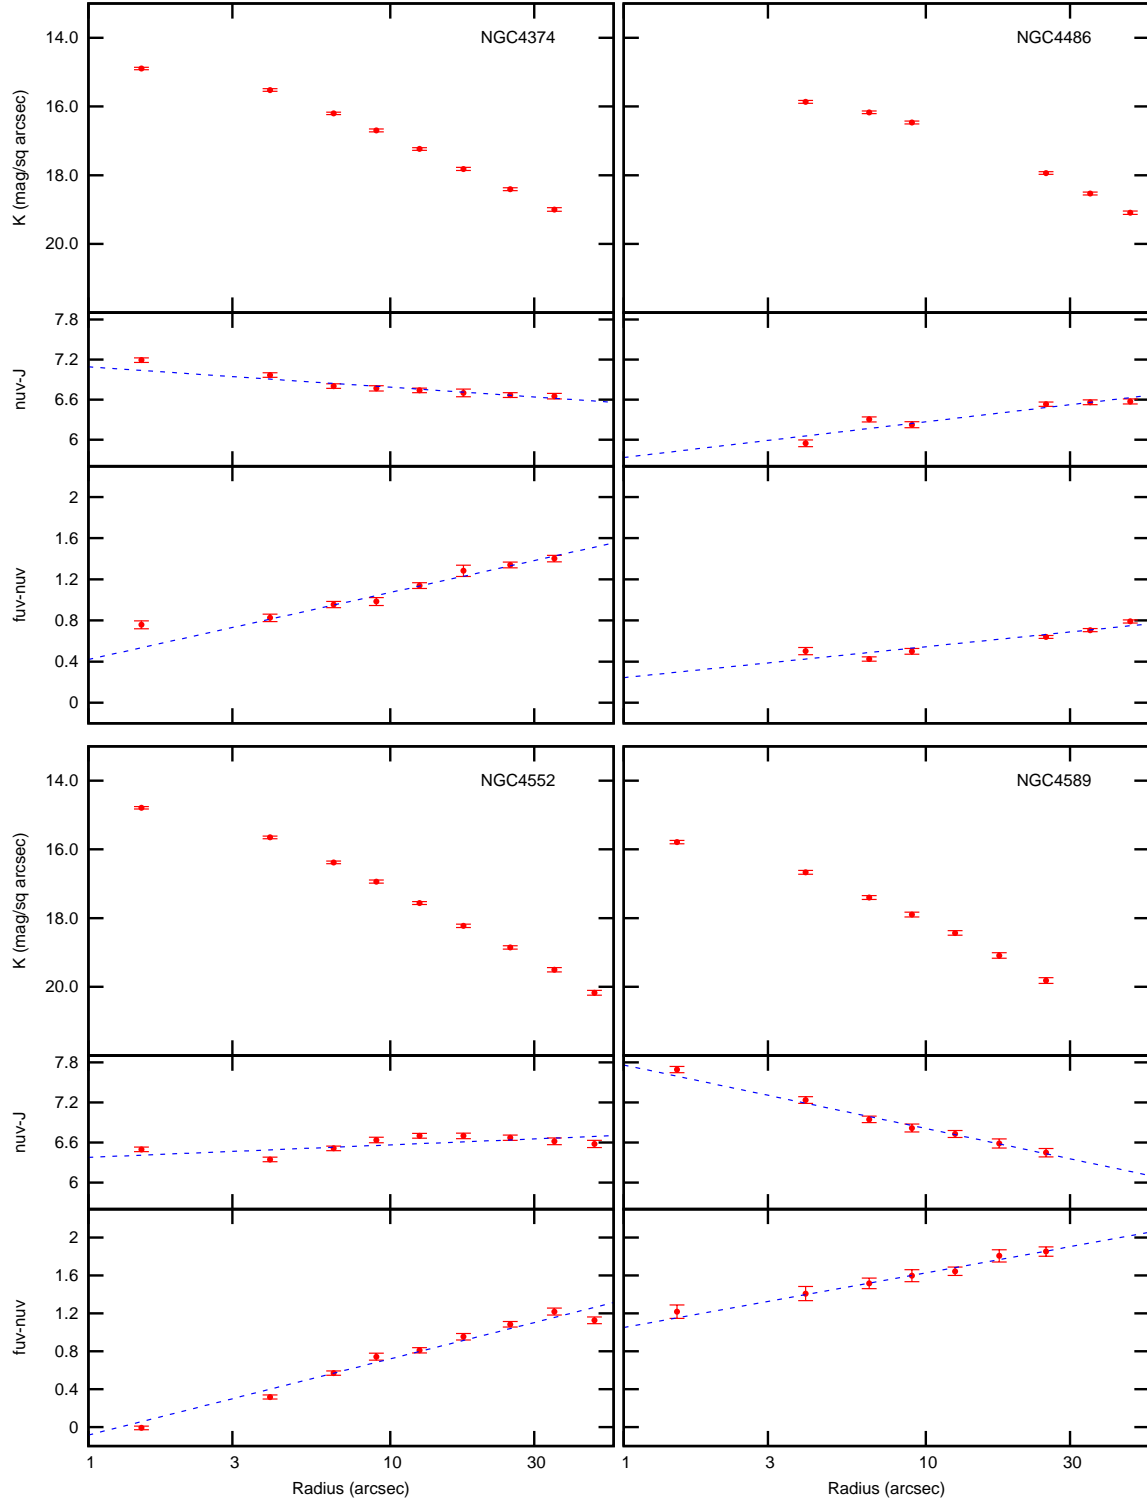 NGC4374
NGC4486
14.0
16.0
18.0
20.0
K (mag/sq arcsec)
7.8
7.2
6.6
6
nuv-J
2
1.6
1.2
0.8
0.4
0
fuv-nuv
NGC4552
NGC4589
14.0
16.0
18.0
20.0
K (mag/sq arcsec)
7.8
7.2
6.6
6
nuv-J
2
1.6
1.2
0.8
0.4
0
fuv-nuv
1 3 10 30
1 3 10 30
Radius (arcsec)
Radius (arcsec)